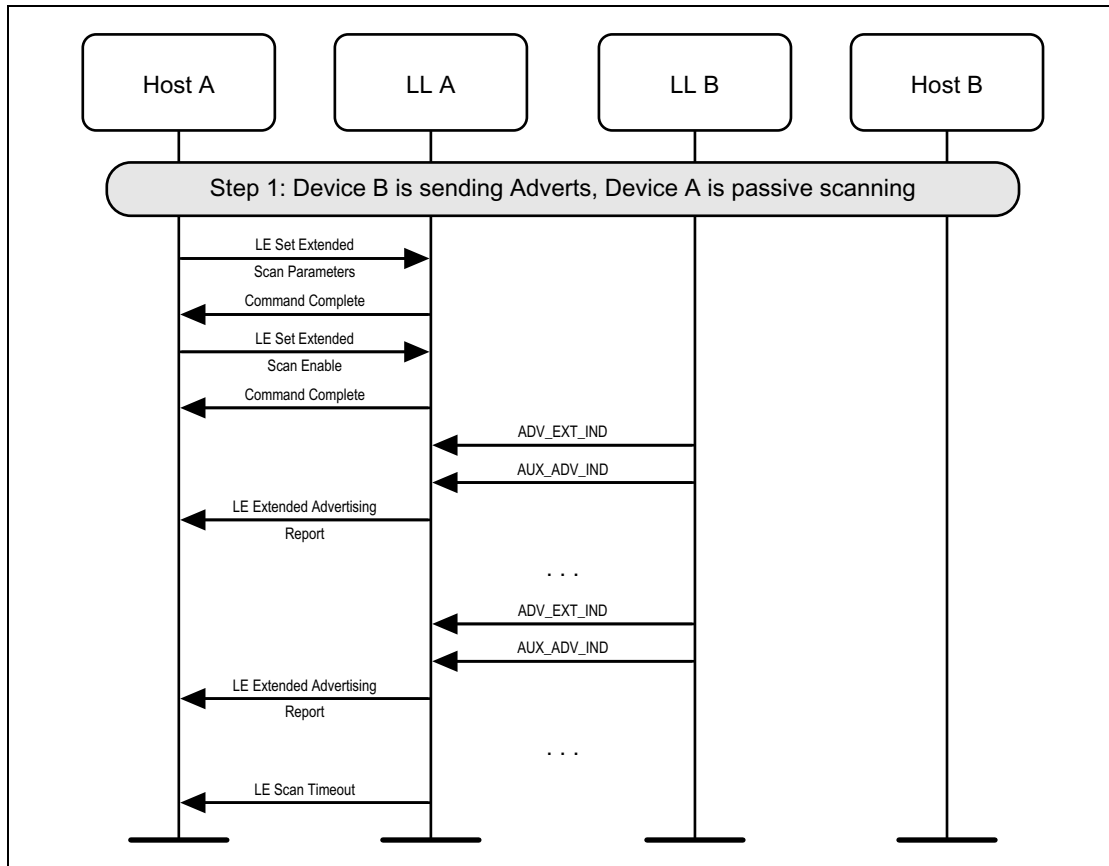 Host A
LL A
LL B
Host B
Step 1: Device B is sending Adverts, Device A is passive scanning
LE Set Extended
Scan Parameters
Command Complete
LE Set Extended
Scan Enable
Command Complete
ADV_EXT_IND
AUX_ADV_IND
LE Extended Advertising
Report
. . .
ADV_EXT_IND
AUX_ADV_IND
LE Extended Advertising
Report
. . .
LE Scan Timeout